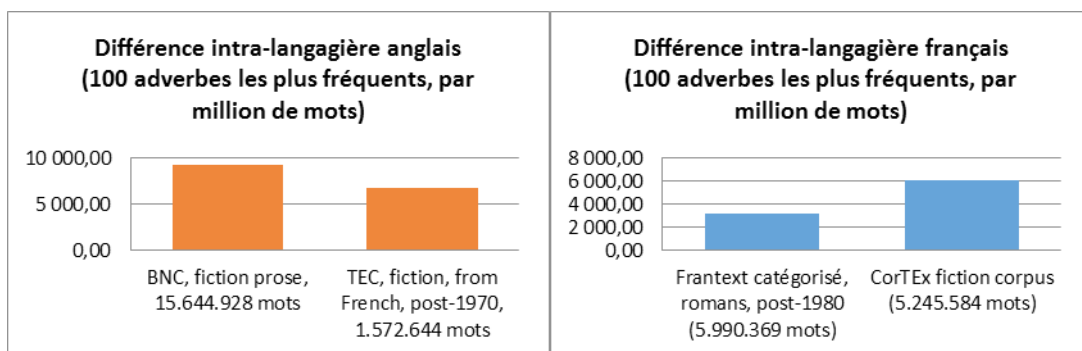 Différence intra-langagière anglais
(100 adverbes les plus fréquents, par
million de mots)
10 000,00
5 000,00
0,00
BNC, fiction prose,
15.644.928 mots
TEC, fiction, from
French, post-1970,
1.572.644 mots
Différence intra-langagière français
(100 adverbes les plus fréquents, par
million de mots)
8 000,00
6 000,00
4 000,00
2 000,00
0,00
Frantext catégorisé,
romans, post-1980
(5.990.369 mots)
CorTEx fiction corpus
(5.245.584 mots)